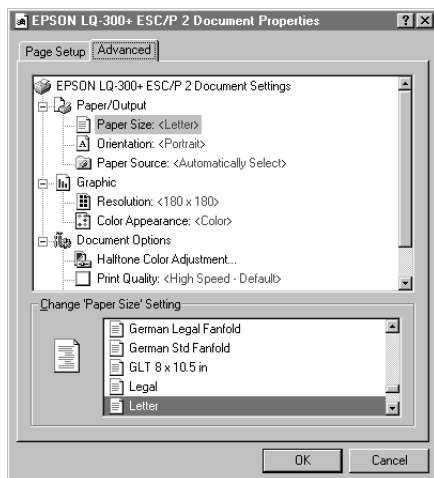 EPSON LQ-300+ ESC/P 2 Document Properties
Page Setup
Advanced
EPSON LQ-300+ ESC/P 2 Document Settings
Paper/Output
Paper Size: <Letter>
Orientation: <Portrait>
Paper Source: <Automatically Select>
Graphic
Resolution: <180 x 180>
Color Appearance: <Color>
Document Options
Halftone Color Adjustment...
Print Quality: <High Speed - Default>
Change 'Paper Size' Setting
German Legal Fanfold
German Std Fanfold
GLT 8 x 10.5 in
Legal
Letter
OK
Cancel